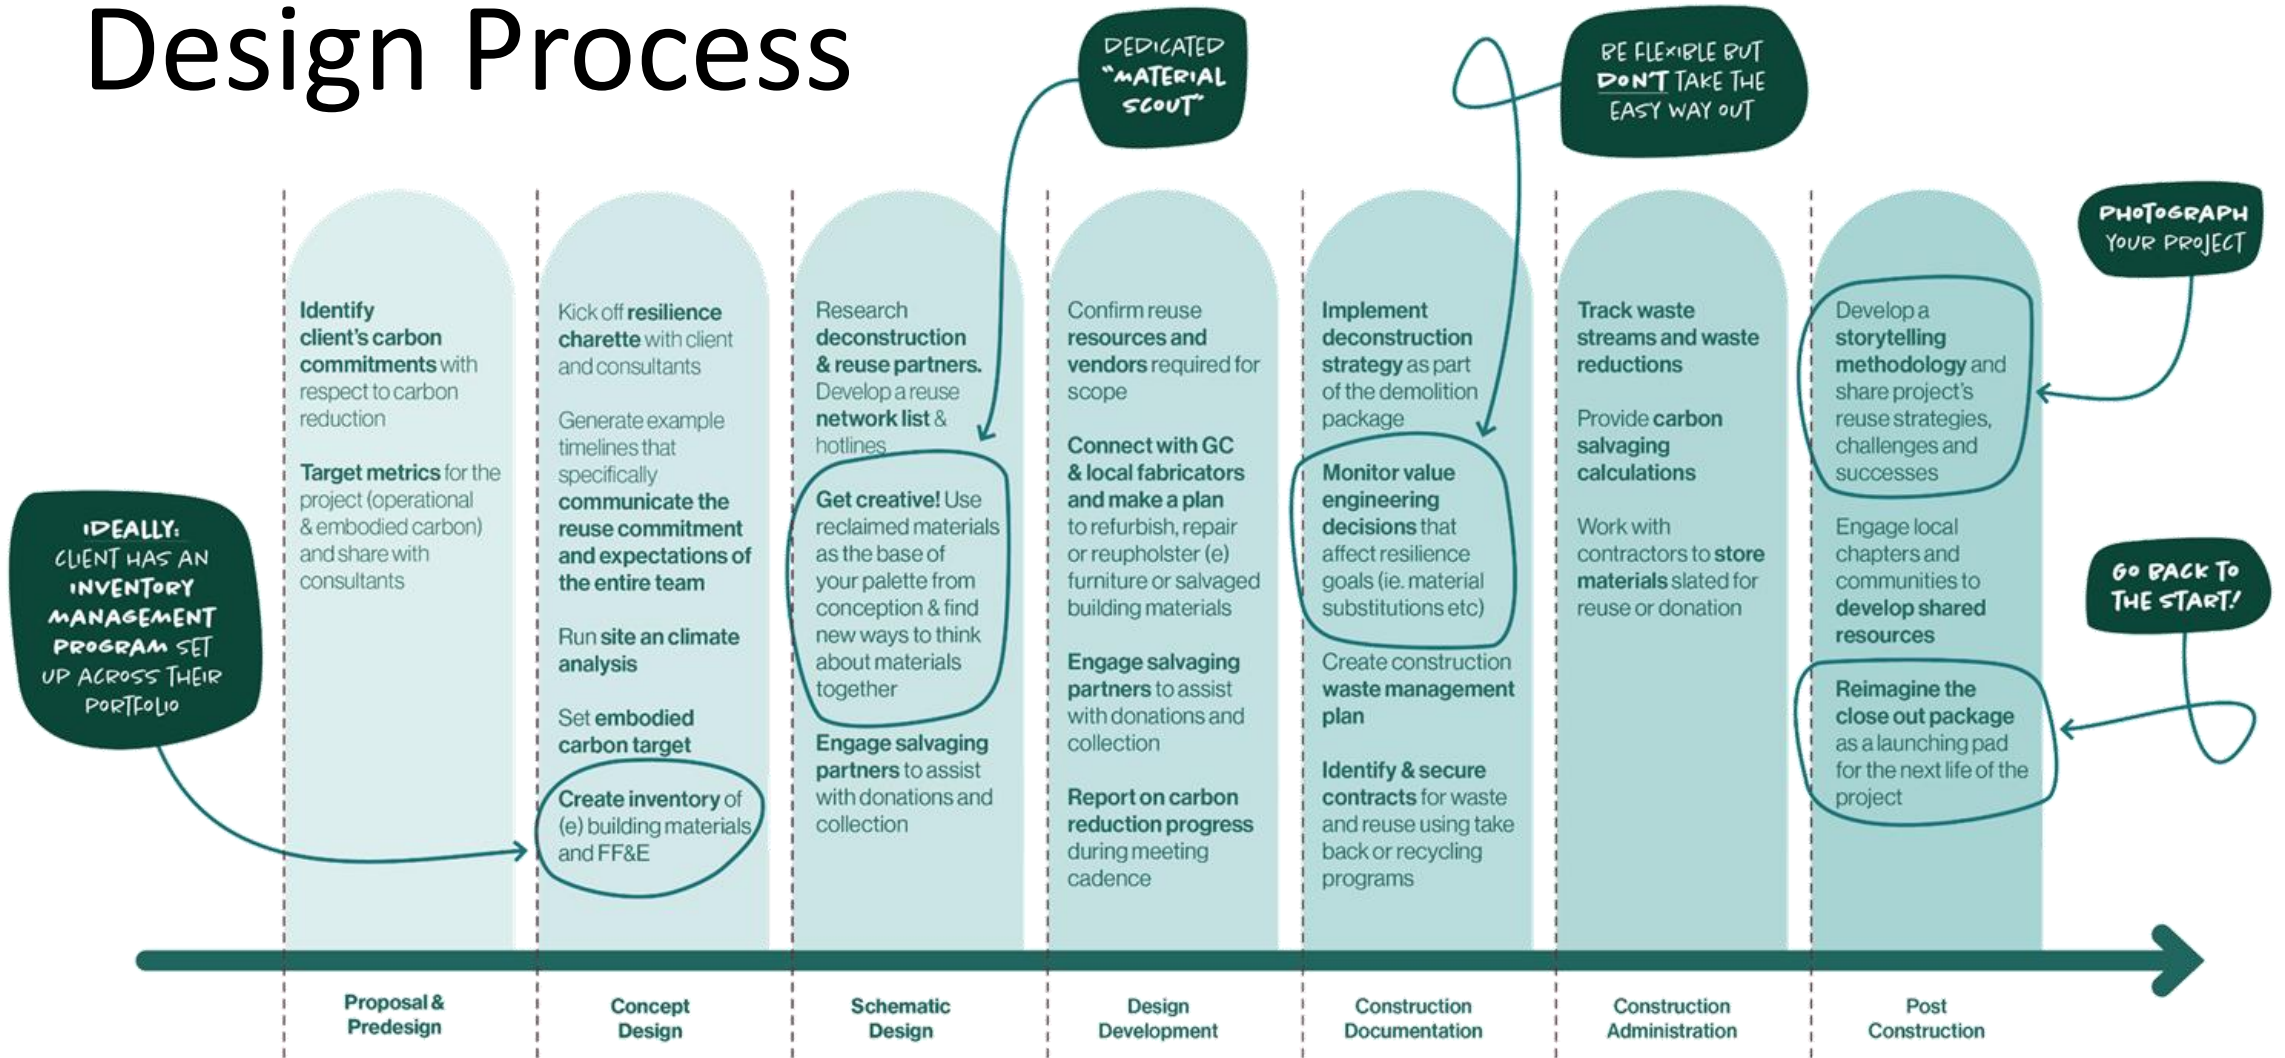 Design Process
DEDICATED
"MATERIAL
SCOUT"
BE FLEXIBLE BUT
DON'T TAKE THE
EASY WAY OUT
PHOTOGRAPH
YOUR PROJECT
GO BACK TO
THE START!
IDEALLY:
CLIENT HAS AN
INVENTORY
MANAGEMENT
PROGRAM SET
UP ACROSS THEIR
PORTFOLIO
Identify
client's carbon
commitments with
respect to carbon
reduction
Target metrics for the
project (operational
& embodied carbon)
and share with
consultants
Kick off resilience
charette with client
and consultants
Generate example
timelines that
specifically
communicate the
reuse commitment
and expectations of
the entire team
Run site an climate
analysis
Set embodied
carbon target
Create inventory of
(e) building materials
and FF&E
Research
deconstruction
& reuse partners.
Develop a reuse
network list &
hotlines
Get creative! Use
reclaimed materials
as the base of
your palette from
conception & find
new ways to think
about materials
together
Engage salvaging
partners to assist
with donations and
collection
Confirm reuse
resources and
vendors required for
scope
Connect with GC
& local fabricators
and make a plan
to refurbish, repair
or reupholster (e)
furniture or salvaged
building materials
Engage salvaging
partners to assist
with donations and
collection
Report on carbon
reduction progress
during meeting
cadence
Implement
deconstruction
strategy as part
of the demolition
package
Monitor value
engineering
decisions that
affect resilience
goals (ie. material
substitutions etc)
Create construction
waste management
plan
Identify & secure
contracts for waste
and reuse using take
back or recycling
programs
Track waste
streams and waste
reductions
Provide carbon
salvaging
calculations
Work with
contractors to store
materials slated for
reuse or donation
Develop a
storytelling
methodology and
share project's
reuse strategies,
challenges and
successes
Engage local
chapters and
communities to
develop shared
resources
Reimagine the
close out package
as a launching pad
for the next life of the
project
Proposal &
Predesign
Concept
Design
Schematic
Design
Design
Development
Construction
Documentation
Construction
Administration
Post
Construction